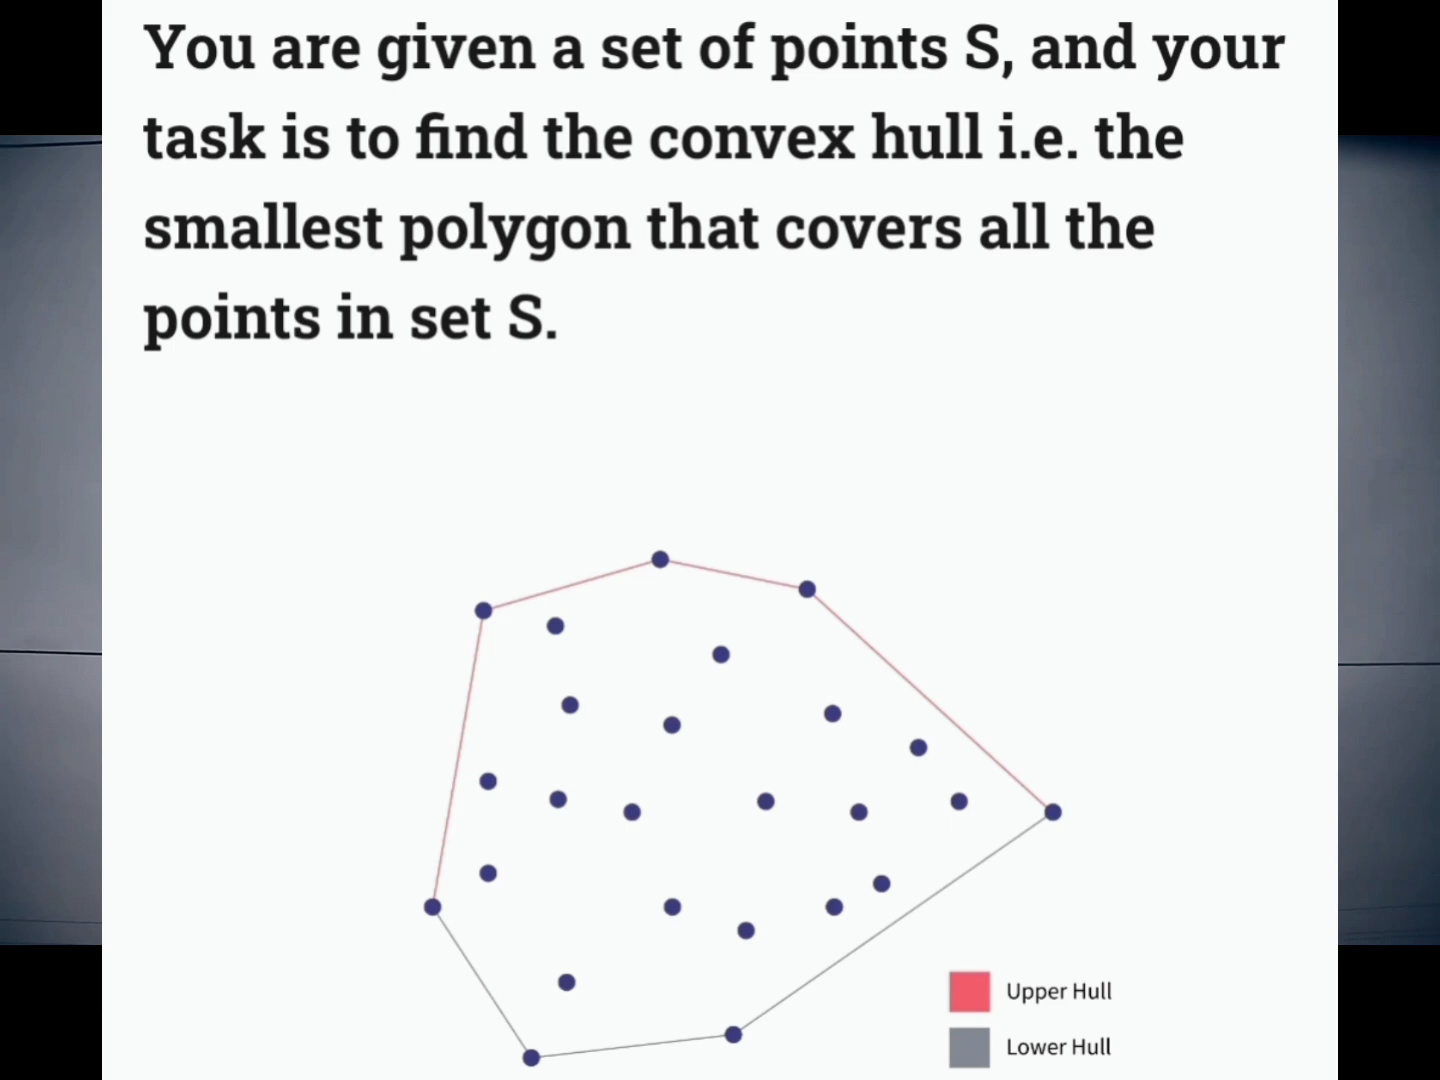 You are given a set of points S, and your
task is to find the convex hull i.e. the
smallest polygon that covers all the
points in set S.
Upper Hull
Lower Hull